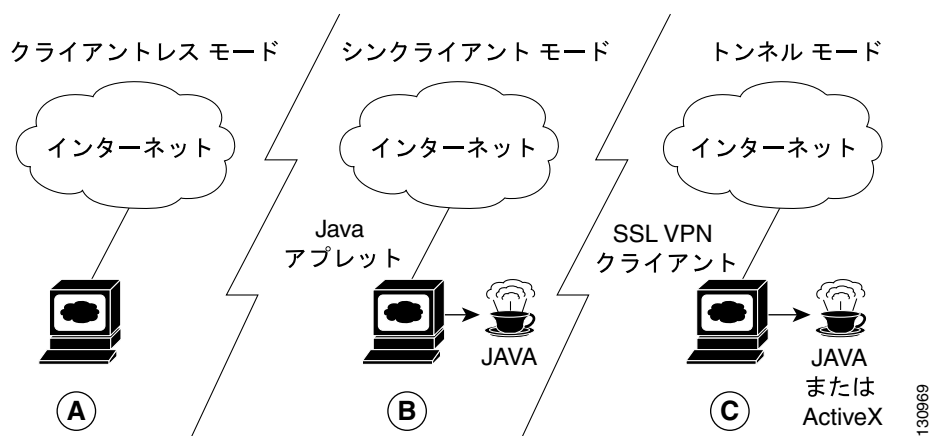 クライアントレス モード
インターネット
A
シンクライアント モード
インターネット
Java
アプレット
JAVA
B
トンネル モード
インターネット
SSL VPN
クライアント
JAVA
または
ActiveX
C
130969